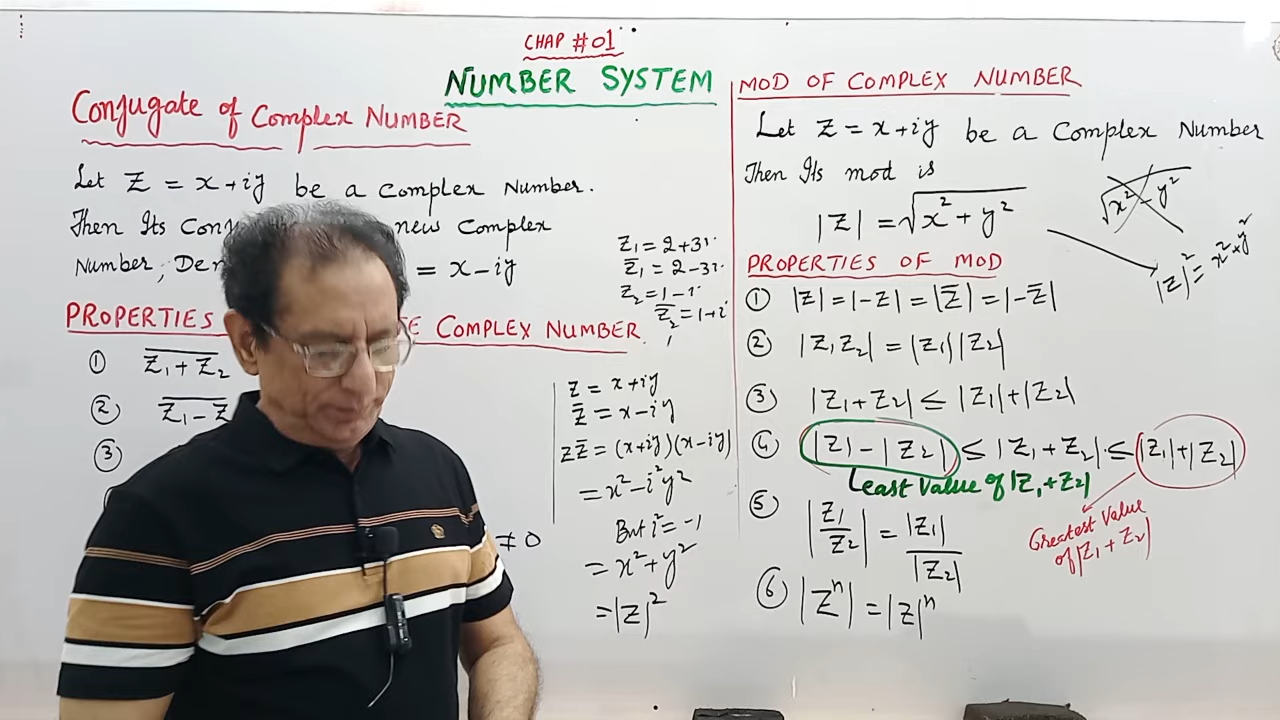 CHAP #01
NUMBER SYSTEM
Conjugate of Complex NUMBER
Let Z = x+iy be a Complex Number.
Then Its Conj new Complex
Number, Den = x-iy
Z₁ = 2+3i
Z̄₁ = 2-3i
Z₂ = 1-i
Z̄₂ = 1+i
PROPERTIES E COMPLEX NUMBER.
① \overline{Z₁+Z₂}
② \overline{Z₁-Z
③
≠0
z = x+iy
z̄ = x-iy
zz̄ = (x+iy)(x-iy)
= x²-i²y²
But i²=-1
= x²+y²
= |Z|²
MOD OF COMPLEX NUMBER
Let Z = x+iy be a Complex Number
Then Its mod is
|Z| = √(x²+y²)
√(x²-y²)
|Z|² = x²+y²
PROPERTIES OF MOD
① |Z| = |-Z| = |Z̄| = |-Z̄|
② |Z₁Z₂| = |Z₁||Z₂|
③ |Z₁+Z₂| ≤ |Z₁|+|Z₂|
④ |Z₁-|Z₂| ≤ |Z₁+Z₂| ≤ |Z₁|+|Z₂|
Least Value of |Z₁+Z₂|
Greatest Value
of |Z₁+Z₂|
⑤ |Z₁/Z₂| = |Z₁|/|Z₂|
⑥ |Zⁿ| = |Z|ⁿ